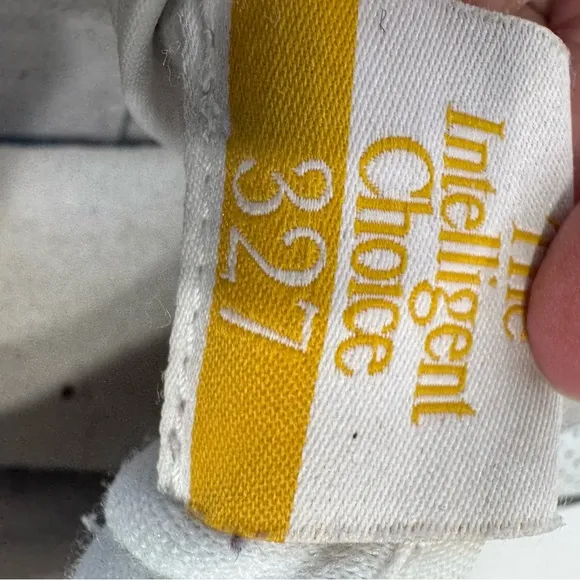 The
Intelligent
Choice
327